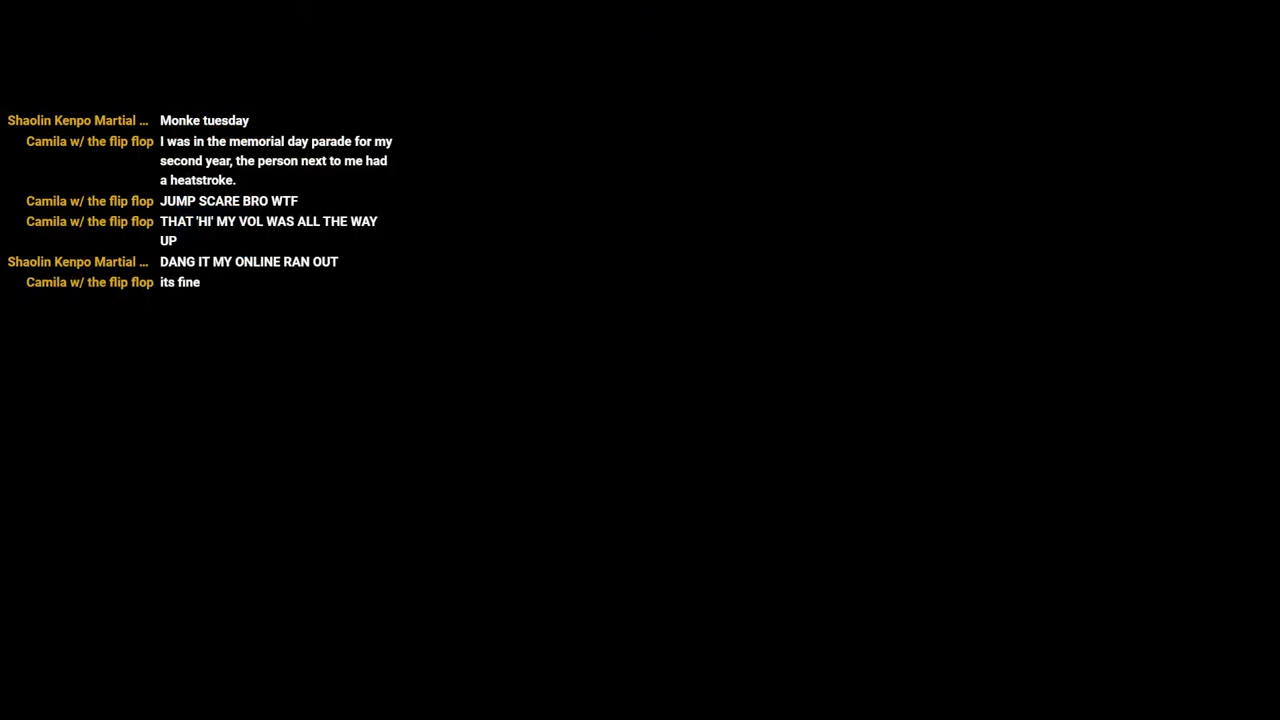 Shaolin Kenpo Martial ... Monke tuesday
Camila w/ the flip flop I was in the memorial day parade for my
second year, the person next to me had
a heatstroke.
Camila w/ the flip flop JUMP SCARE BRO WTF
Camila w/ the flip flop THAT 'HI' MY VOL WAS ALL THE WAY
UP
Shaolin Kenpo Martial ... DANG IT MY ONLINE RAN OUT
Camila w/ the flip flop its fine